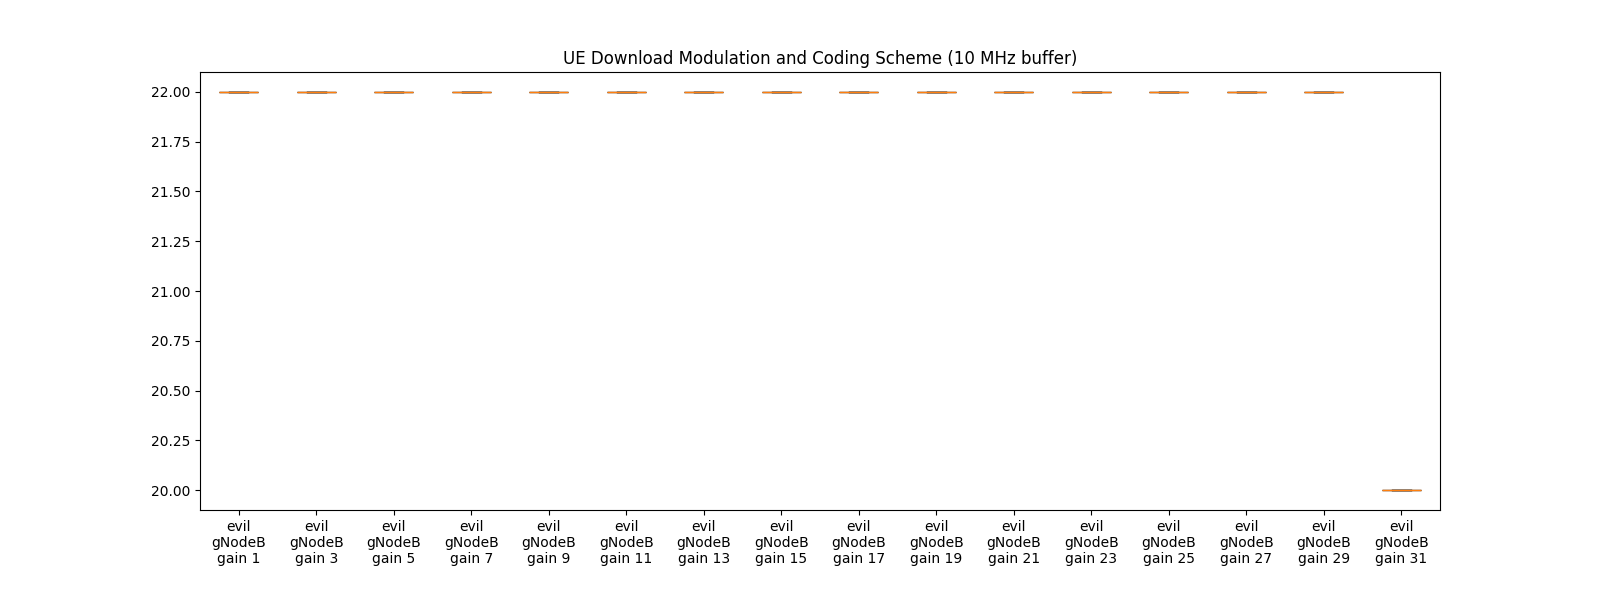 UE Download Modulation and Coding Scheme (10 MHz buffer)
22.00
21.75
21.50
21.25
21.00
20.75
20.50
20.25
20.00
evil
gNodeB
gain 1
evil
gNodeB
gain 3
evil
gNodeB
gain 5
evil
gNodeB
gain 7
evil
gNodeB
gain 9
evil
gNodeB
gain 11
evil
gNodeB
gain 13
evil
gNodeB
gain 15
evil
gNodeB
gain 17
evil
gNodeB
gain 19
evil
gNodeB
gain 21
evil
gNodeB
gain 23
evil
gNodeB
gain 25
evil
gNodeB
gain 27
evil
gNodeB
gain 29
evil
gNodeB
gain 31